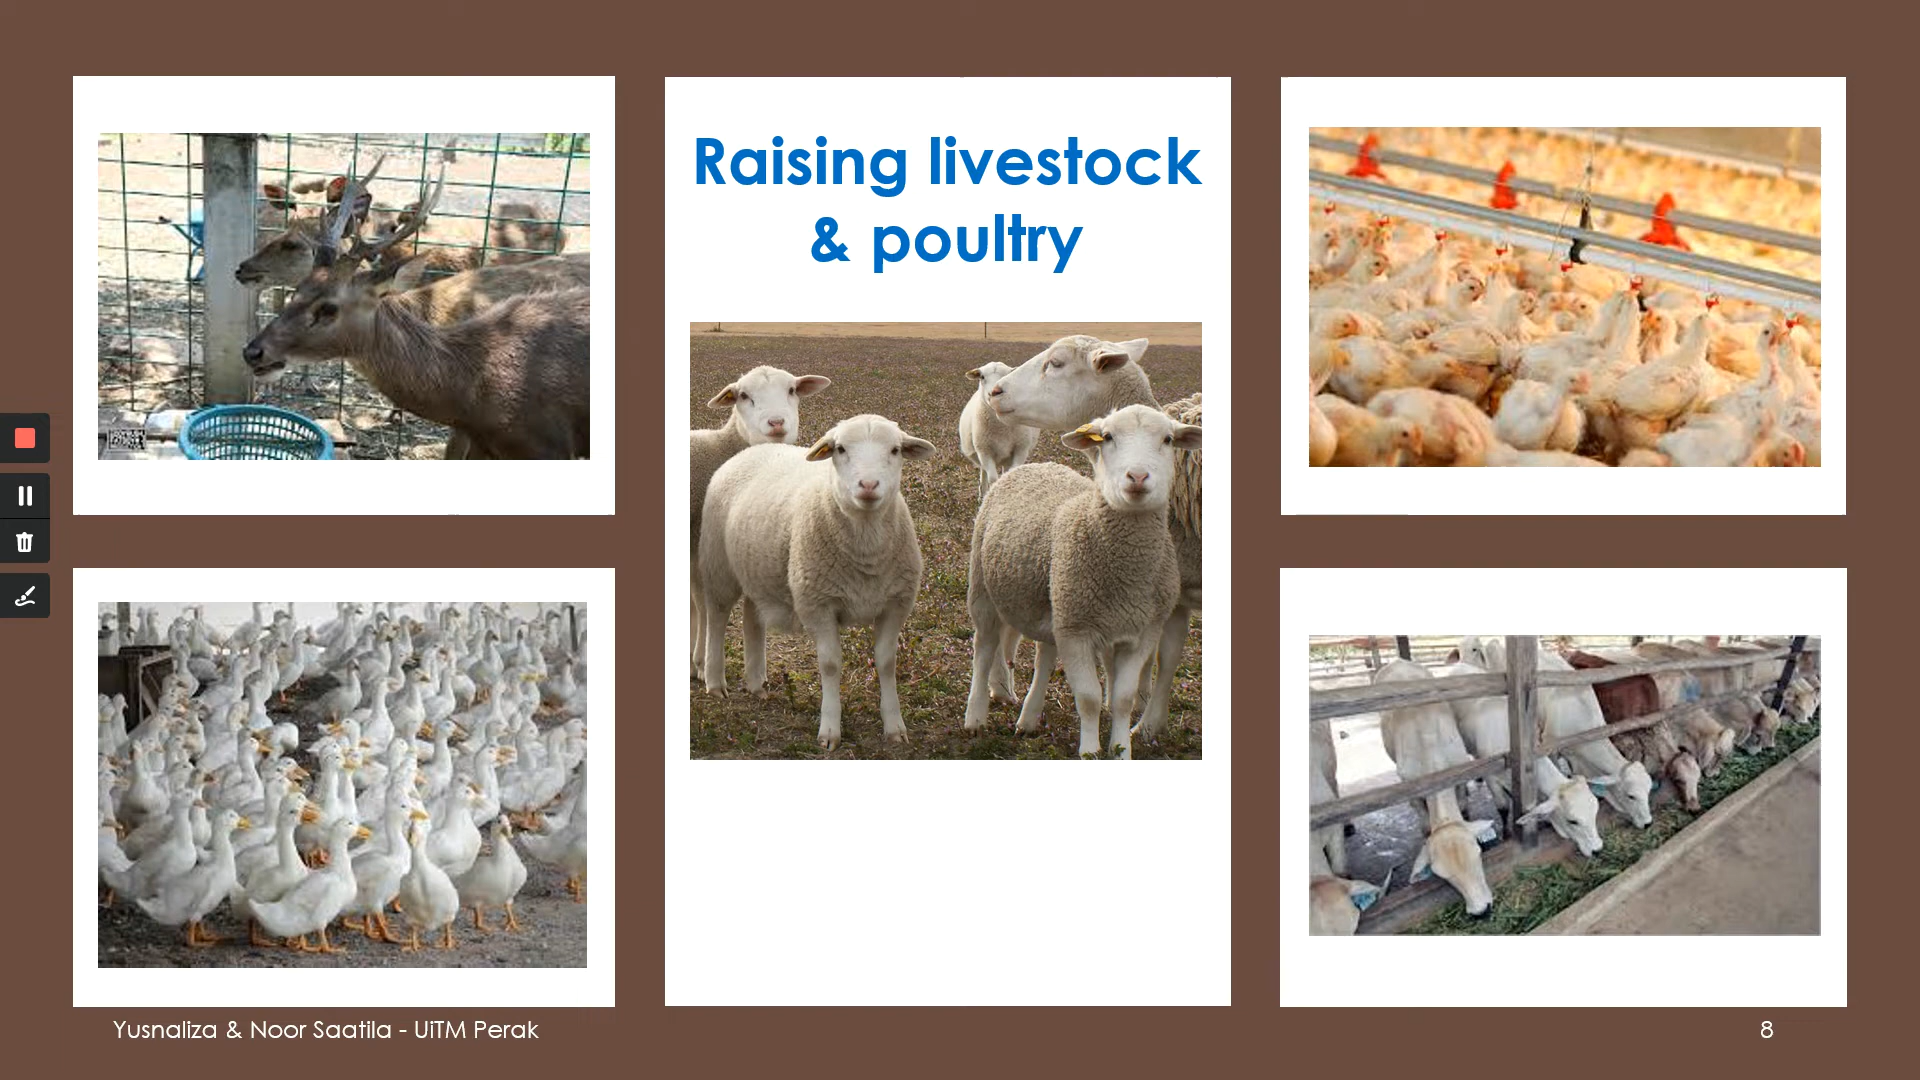 Raising livestock
& poultry
Yusnaliza & Noor Saatila - UiTM Perak
8